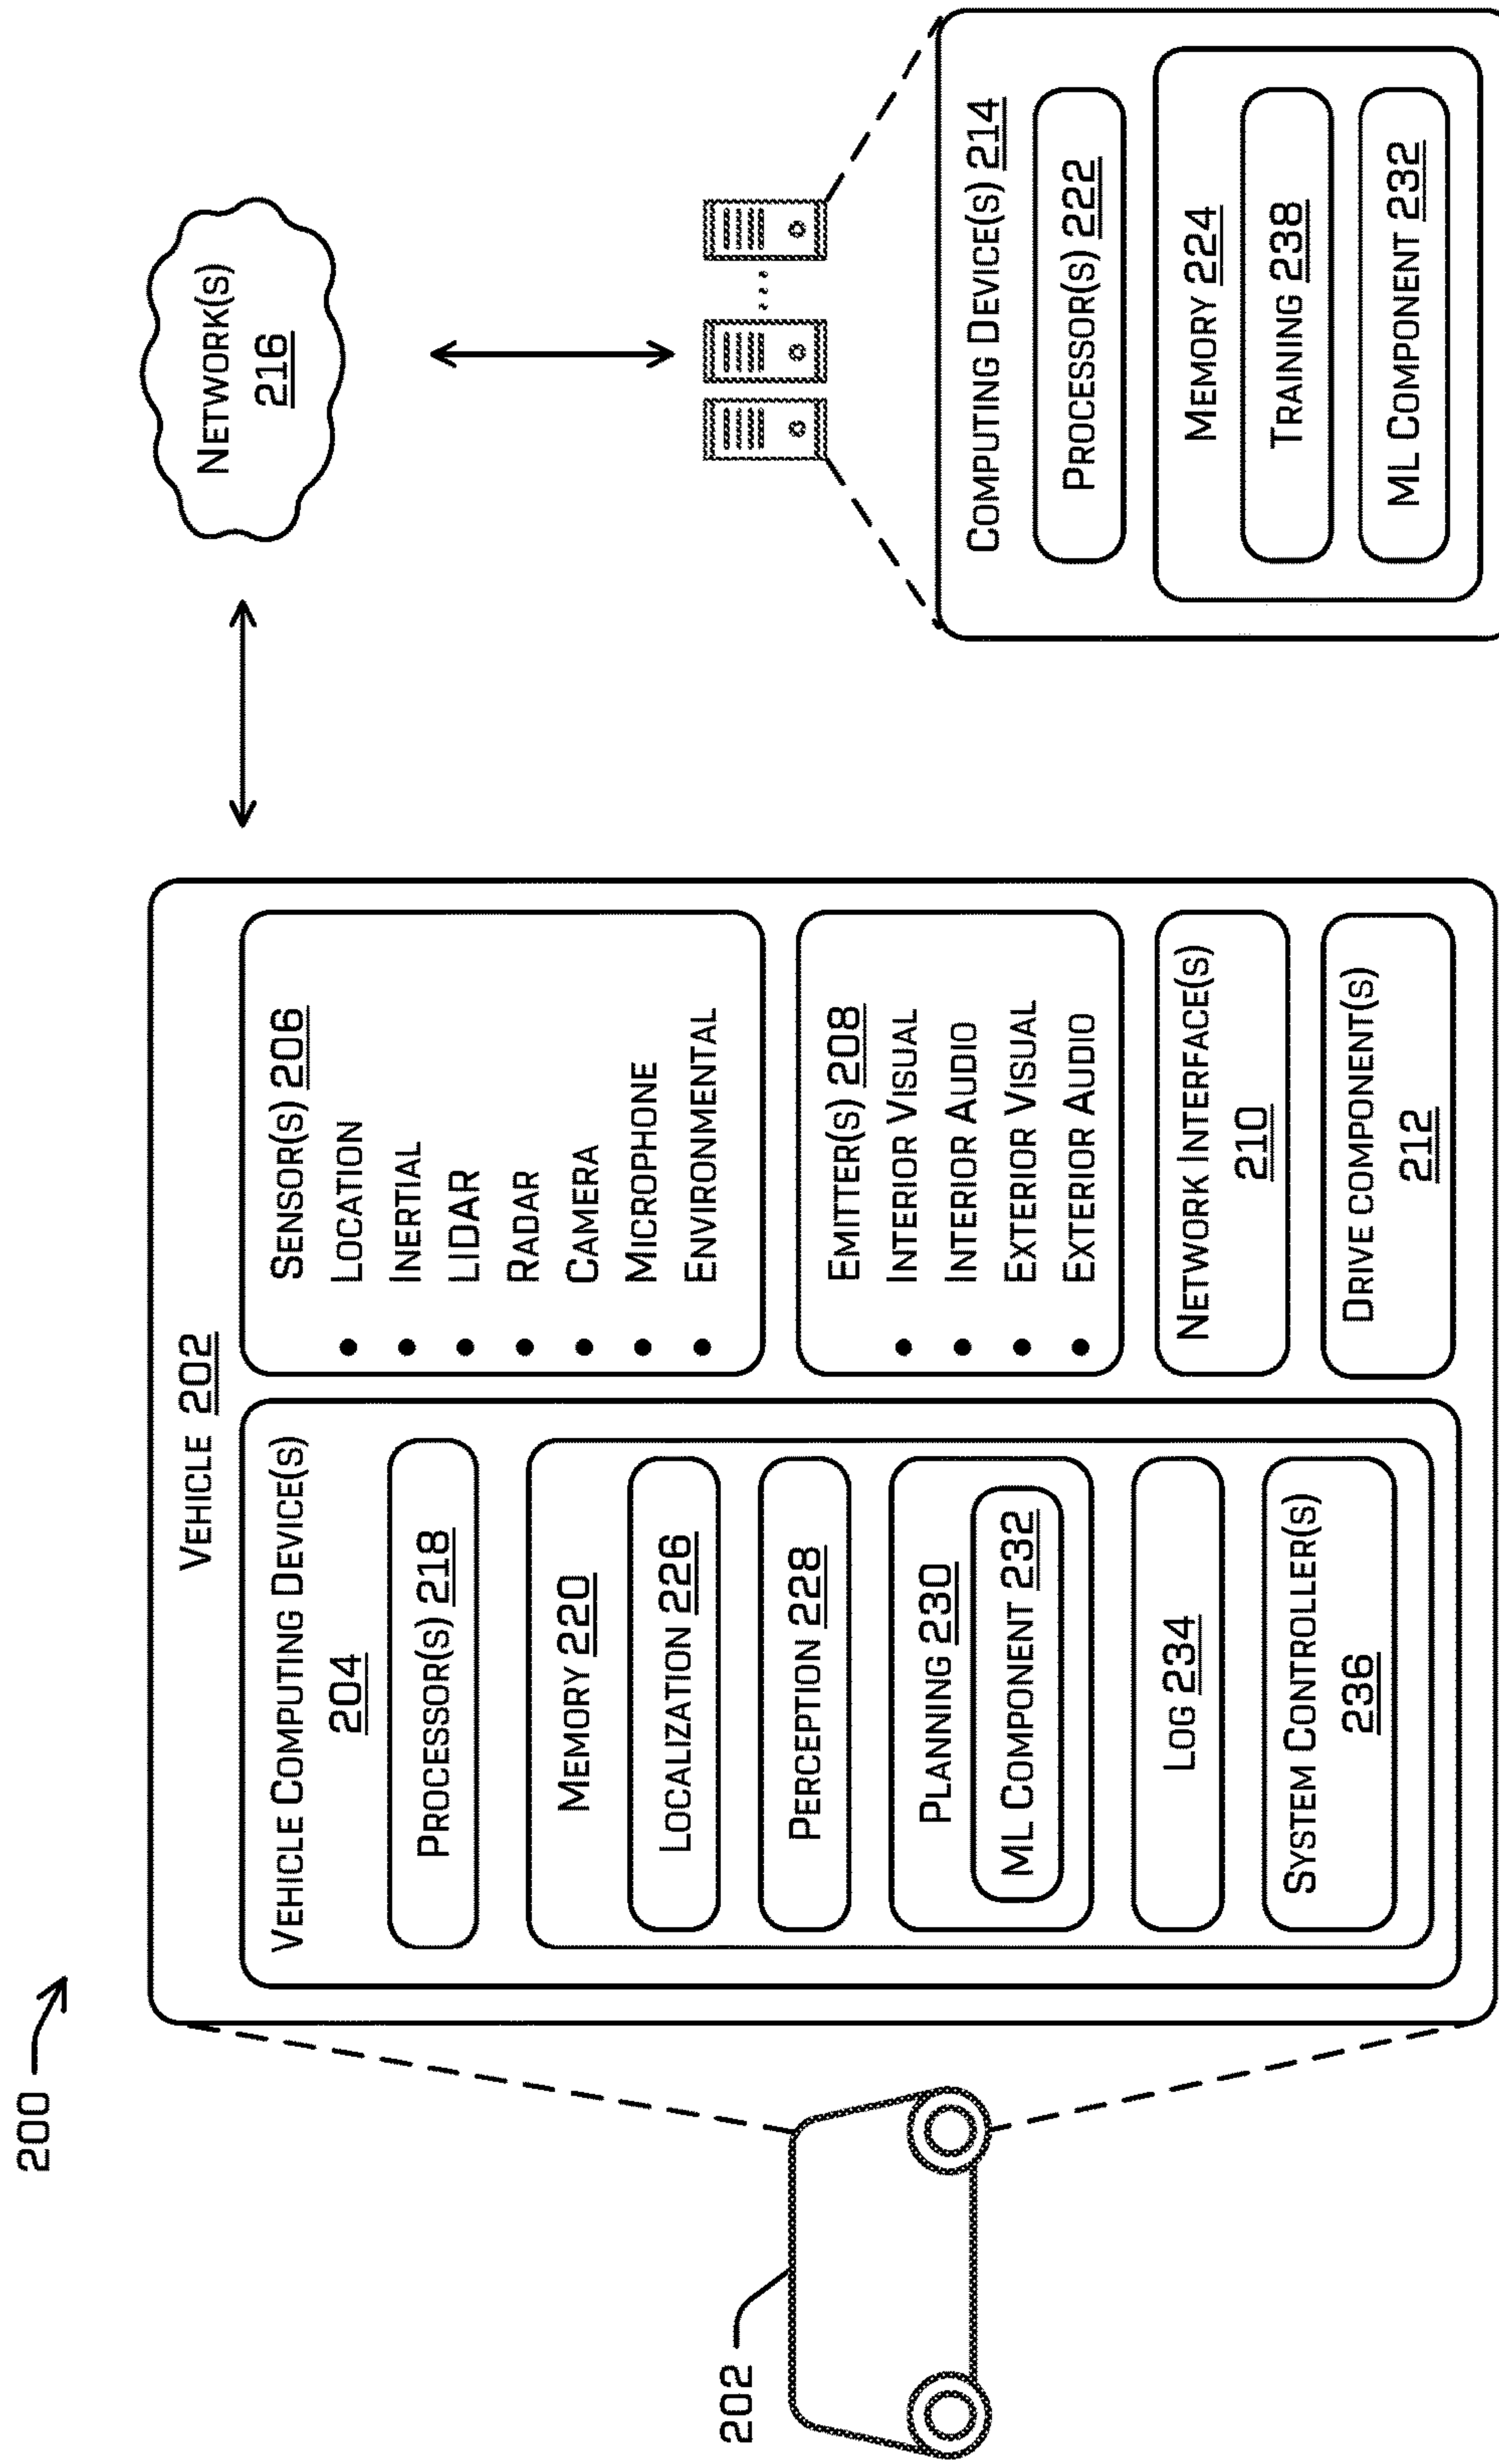 200
202
VEHICLE 202
VEHICLE COMPUTING DEVICE(S)
204
PROCESSOR(S) 218
MEMORY 220
LOCALIZATION 226
PERCEPTION 228
PLANNING 230
ML COMPONENT 232
LOG 234
SYSTEM CONTROLLER(S)
236
SENSOR(S) 206
• LOCATION
• INERTIAL
• LIDAR
• RADAR
• CAMERA
• MICROPHONE
• ENVIRONMENTAL
EMITTER(S) 208
• INTERIOR VISUAL
• INTERIOR AUDIO
• EXTERIOR VISUAL
• EXTERIOR AUDIO
NETWORK INTERFACE(S)
210
DRIVE COMPONENT(S)
212
NETWORK(S)
216
COMPUTING DEVICE(S) 214
PROCESSOR(S) 222
MEMORY 224
TRAINING 238
ML COMPONENT 232